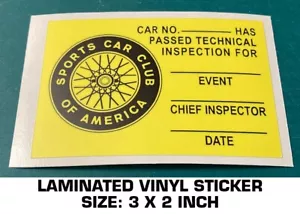 SPORTS CAR CLUB
OF AMERICA
CAR NO. HAS
PASSED TECHNICAL
INSPECTION FOR
EVENT
CHIEF INSPECTOR
DATE
LAMINATED VINYL STICKER
SIZE: 3 X 2 INCH